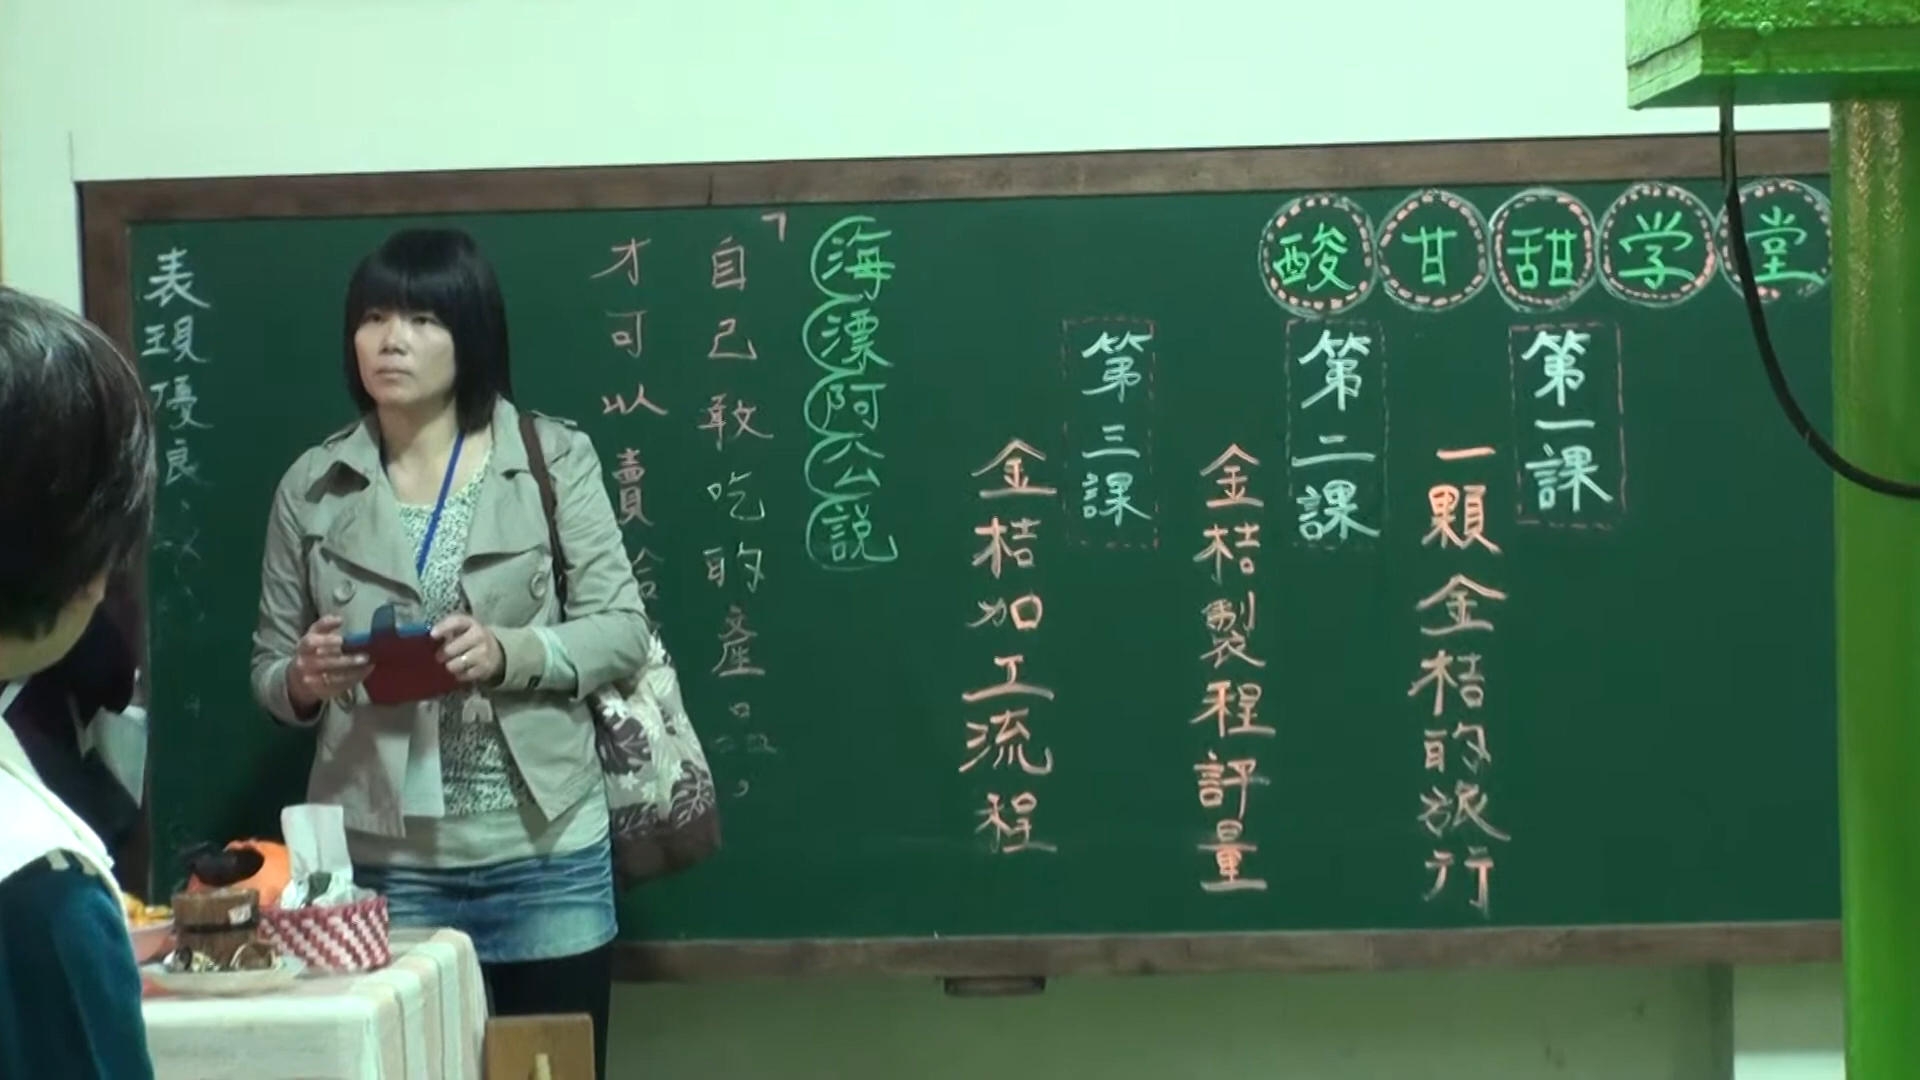 酸甘甜学堂
第一課
一顆金桔的旅行
第二課
金桔製程評量
第三課
金桔加工流程
海漂阿公説
「自己敢吃的產品，
才可以賣給
表現優良